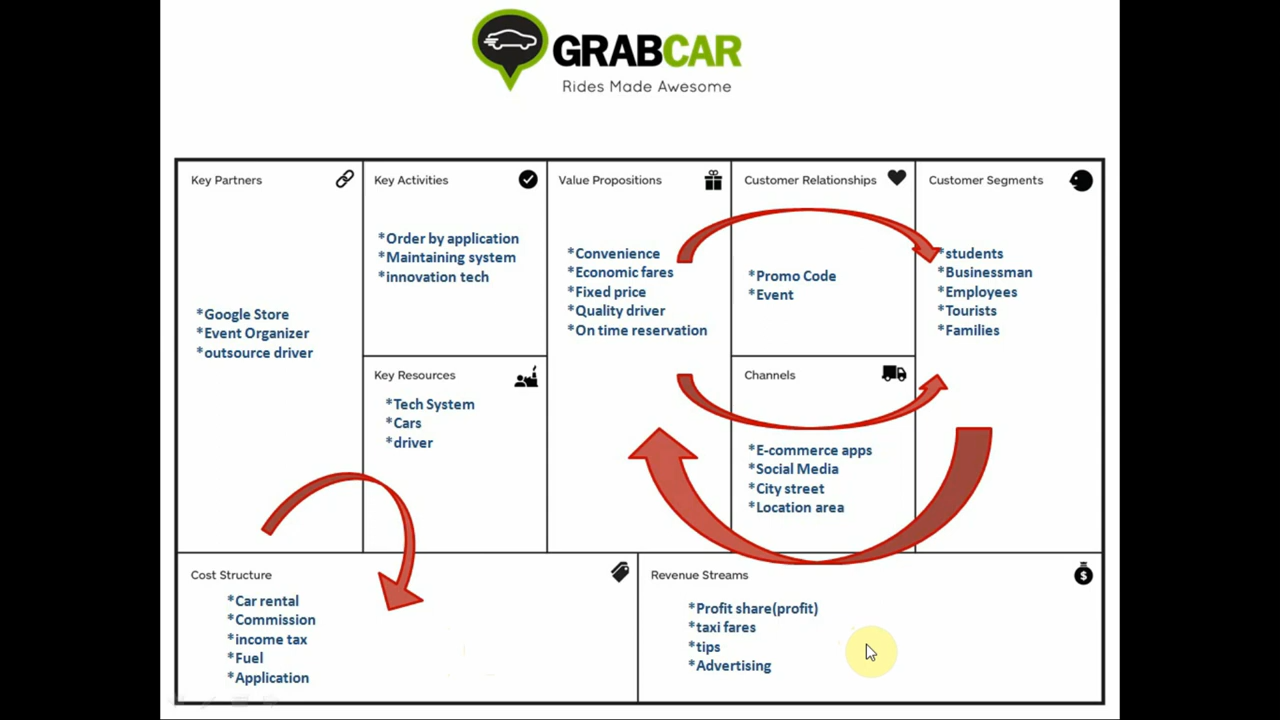 GRABCAR
Rides Made Awesome
Key Partners
*Google Store
*Event Organizer
*outsource driver
Key Activities
*Order by application
*Maintaining system
*innovation tech
Key Resources
*Tech System
*Cars
*driver
Value Propositions
*Convenience
*Economic fares
*Fixed price
*Quality driver
*On time reservation
Customer Relationships
*Promo Code
*Event
Channels
*E-commerce apps
*Social Media
*City street
*Location area
Customer Segments
*students
*Businessman
*Employees
*Tourists
*Families
Cost Structure
*Car rental
*Commission
*income tax
*Fuel
*Application
Revenue Streams
*Profit share(profit)
*taxi fares
*tips
*Advertising